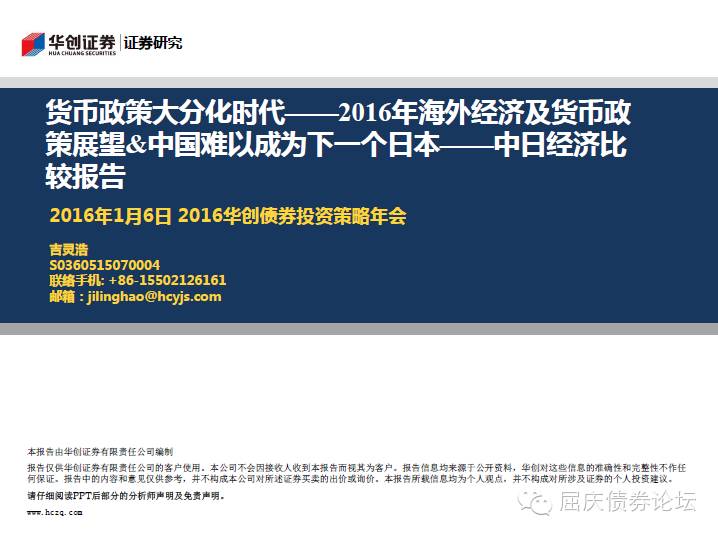 华创证券 证券研究
HUA CHUANG SECURITIES
货币政策大分化时代——2016年海外经济及货币政
策展望&中国难以成为下一个日本——中日经济比
较报告
2016年1月6日 2016华创债券投资策略年会
吉灵浩
S0360515070004
联络手机: +86-15502126161
邮箱：jilinghao@hcyjs.com
本报告由华创证券有限责任公司编制
报告仅供华创证券有限责任公司的客户使用。本公司不会因接收人收到本报告而视其为客户。报告信息均来源于公开资料，华创对这些信息的准确性和完整性不作任
何保证。报告中的内容和意见仅供参考，并不构成本公司对所述证券买卖的出价或询价。本报告所载信息均为个人观点，并不构成对所涉及证券的个人投资建议。
请仔细阅读PPT后部分的分析师声明及免责声明。
www.hczq.com
屈庆债券论坛